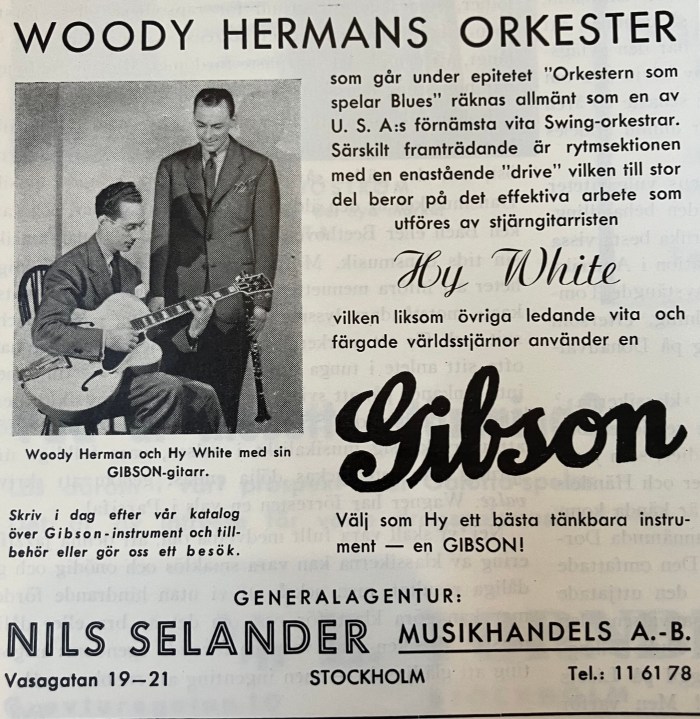 WOODY HERMANS ORKESTER
som går under epitetet "Orkestern som
spelar Blues" räknas allmänt som en av
U. S. A:s förnämsta vita Swing-orkestrar.
Särskilt framträdande är rytmsektionen
med en enastående "drive" vilken till stor
del beror på det effektiva arbete som
utföres av stjärngitarristen
Hy White
vilken liksom övriga ledande vita och
färgade världsstjärnor använder en
Gibson
Woody Herman och Hy White med sin
GIBSON-gitarr.
Skriv i dag efter vår katalog
över Gibson-instrument och till-
behör eller gör oss ett besök.
Välj som Hy ett bästa tänkbara instru-
ment — en GIBSON!
GENERALAGENTUR:
NILS SELANDER MUSIKHANDELS A.-B.
Vasagatan 19—21 STOCKHOLM Tel.: 11 61 78